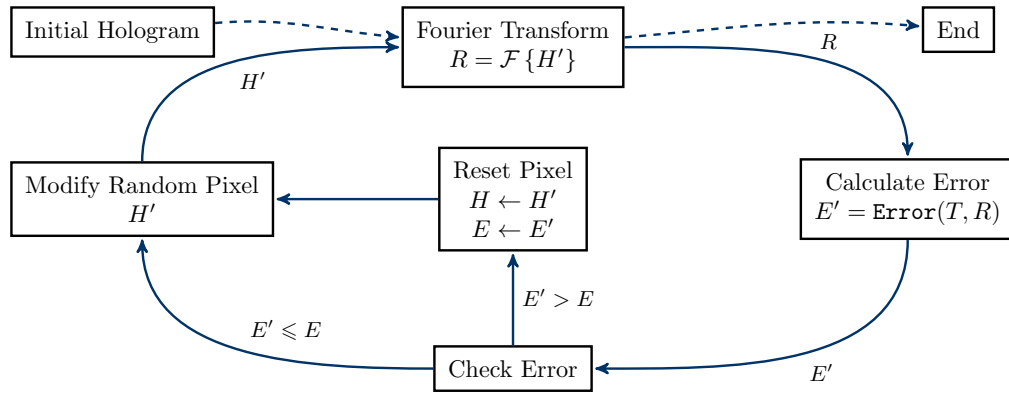 Initial Hologram
Fourier Transform
R = ℱ {H′}
End
R
H′
Modify Random Pixel
H′
Reset Pixel
H ← H′
E ← E′
Calculate Error
E′ = Error(T, R)
E′ > E
E′ ⩽ E
Check Error
E′